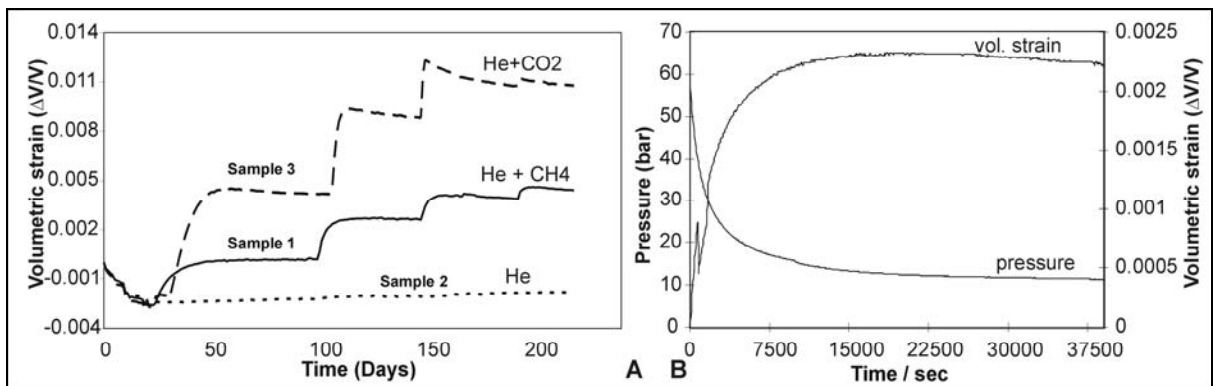 0.014
0.011
0.008
0.005
0.002
-0.001
-0.004
Volumetric strain (ΔV/V)
He+CO2
Sample 3
He + CH4
Sample 1
Sample 2
He
0 50 100 150 200
Time (Days)
A
B
70
60
50
40
30
20
10
0
Pressure (bar)
vol. strain
pressure
0.0025
0.002
0.0015
0.001
0.0005
0
Volumetric strain (ΔV/V)
0 7500 15000 22500 30000 37500
Time / sec